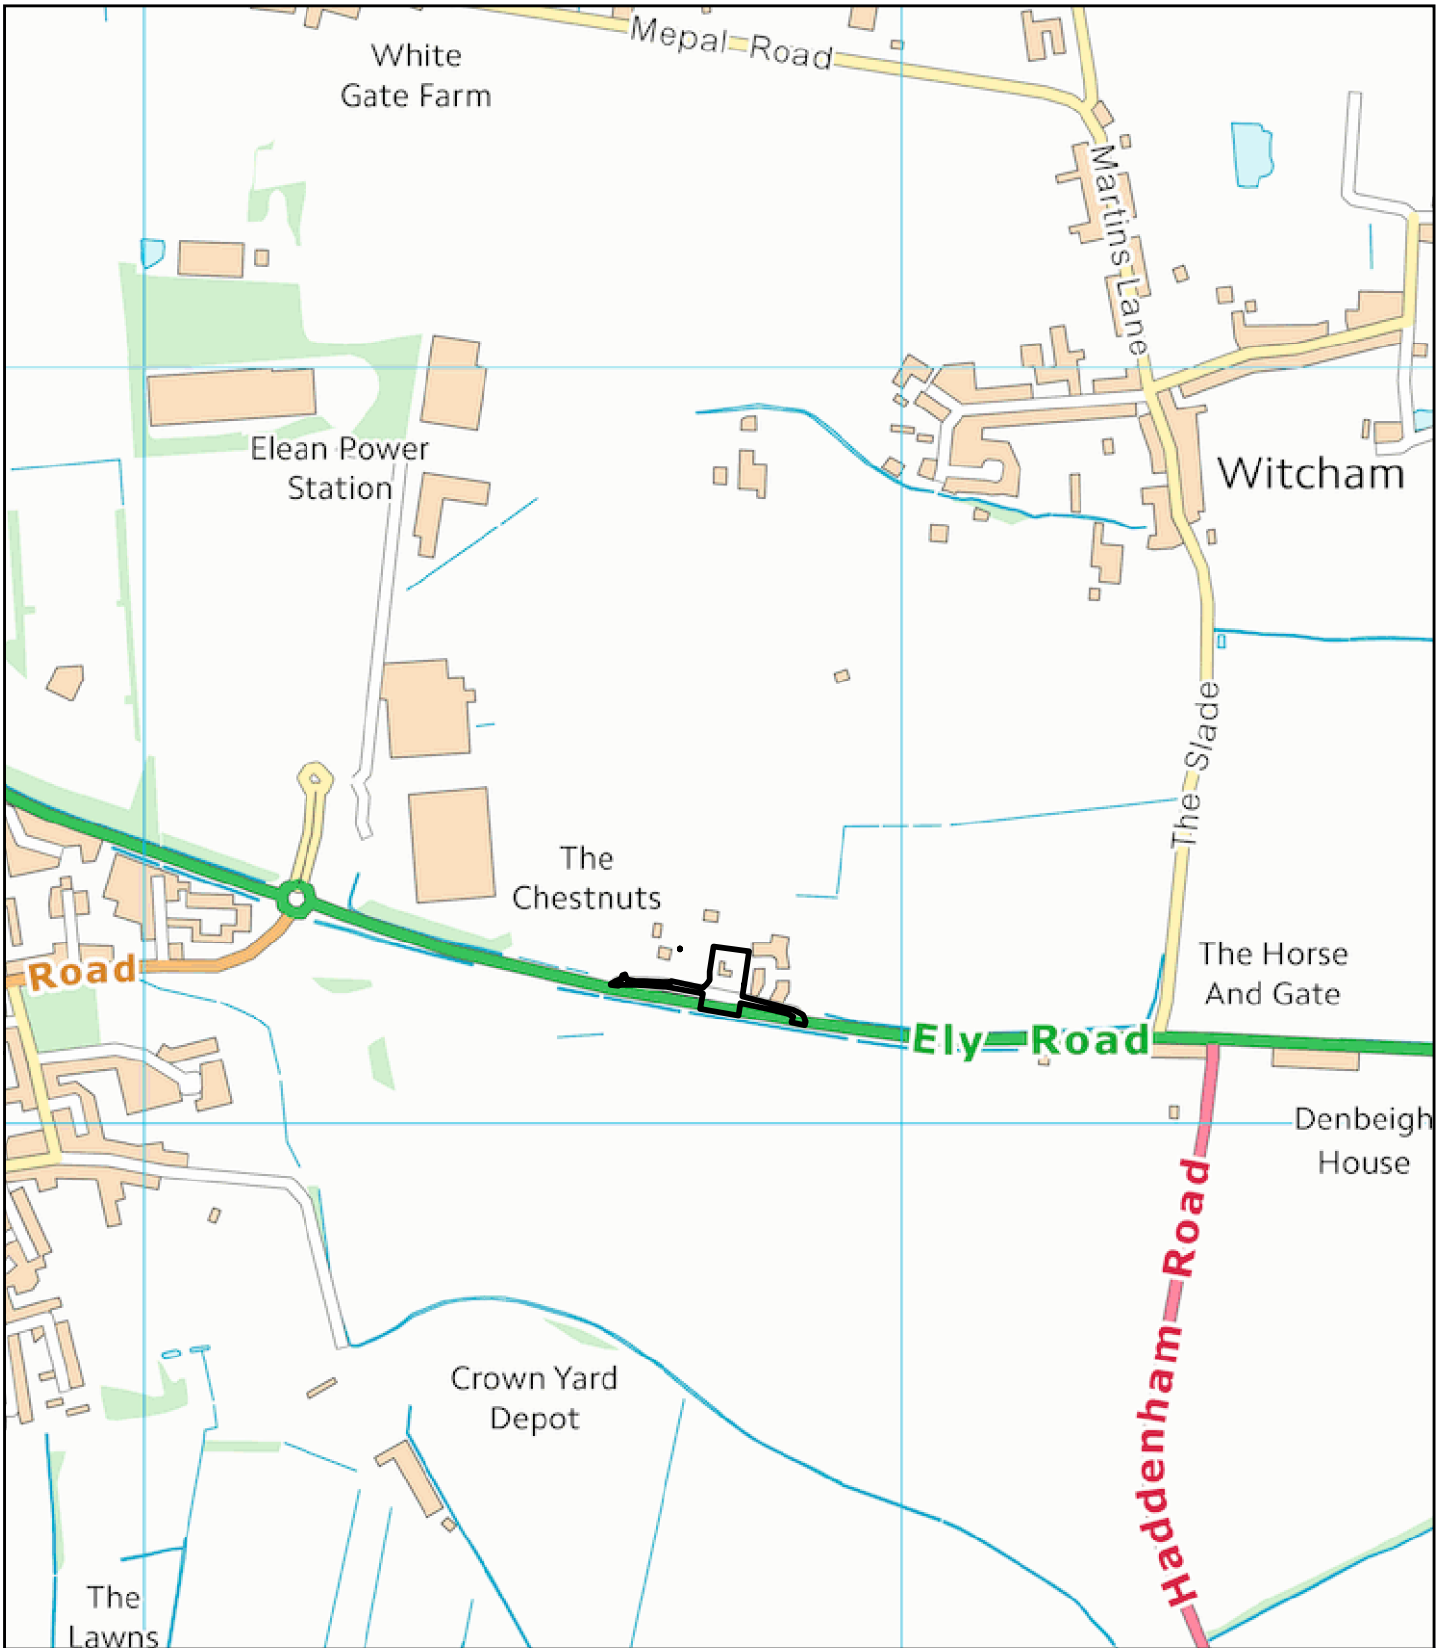 Mepal Road
White
Gate Farm
Martins Lane
Elean Power
Station
Witcham
The Slade
The
Chestnuts
The Horse
And Gate
Road
Ely Road
Denbeigh
House
Haddenham Road
Crown Yard
Depot
The
Lawns